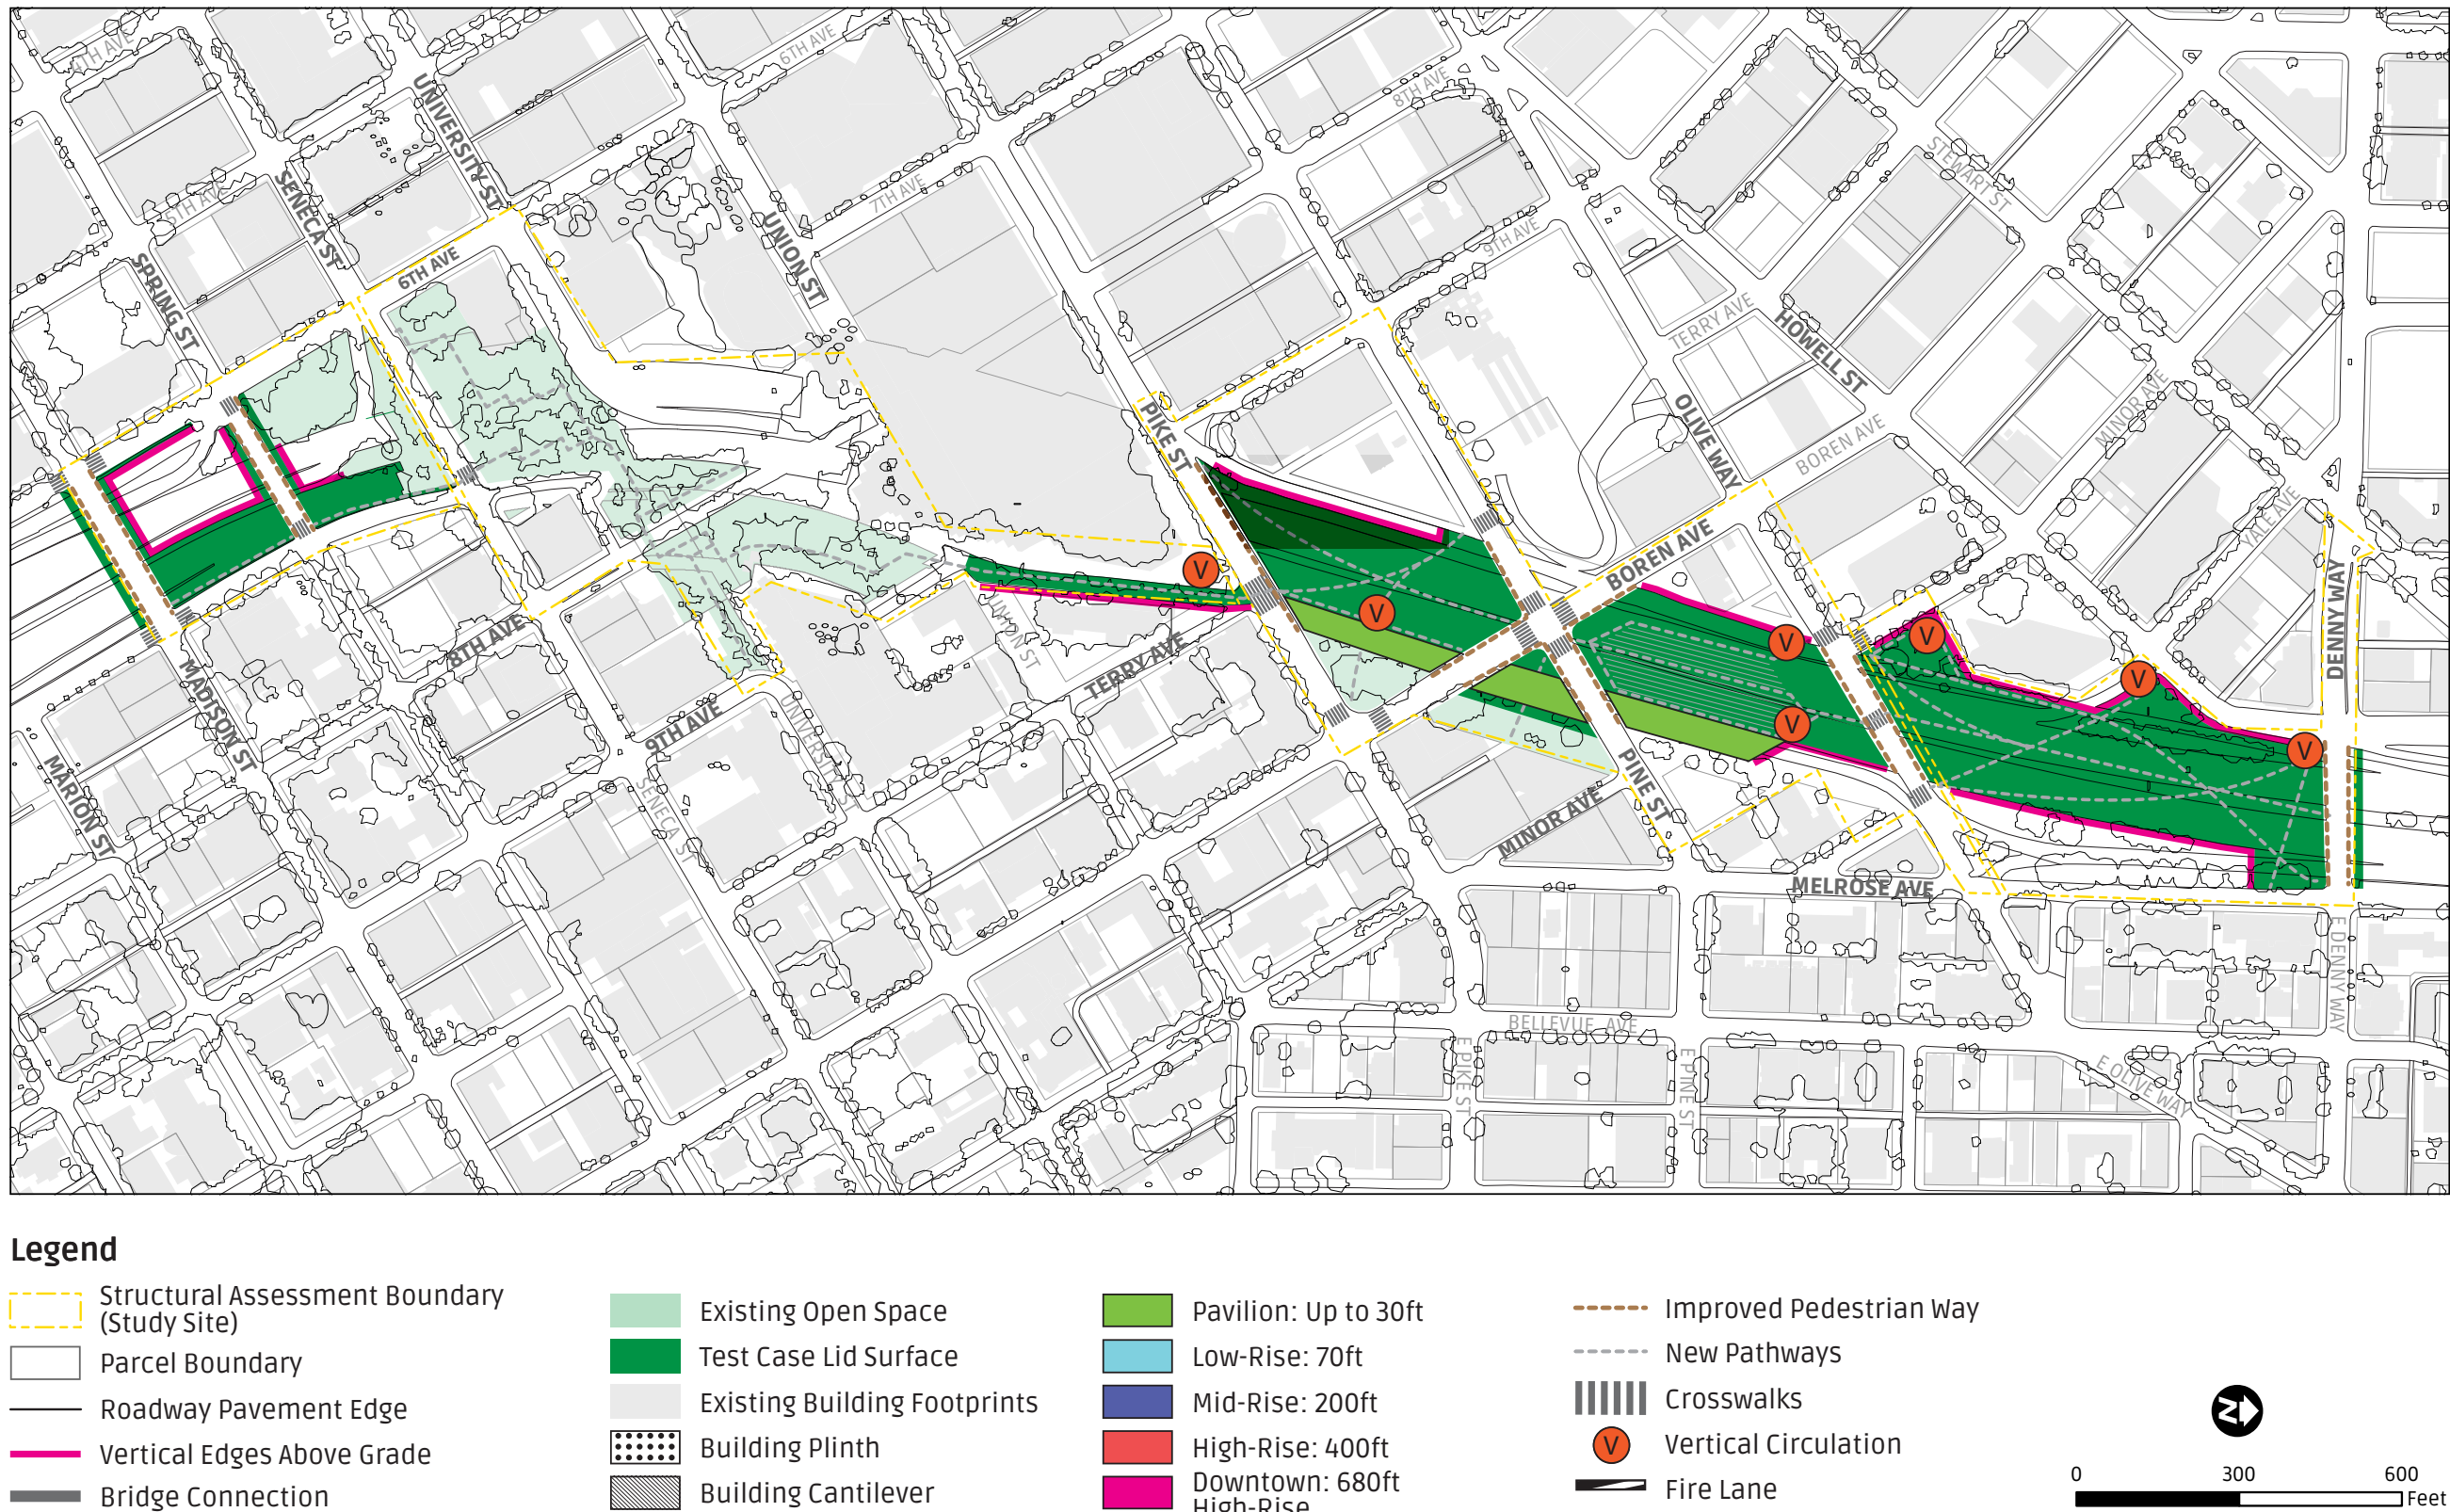 4TH AVE
6TH AVE
8TH AVE
UNIVERSITY ST
5TH AVE
SENECA ST
7TH AVE
STEWART ST
UNION ST
9TH AVE
SPRING ST
6TH AVE
TERRY AVE
HOWELL ST
MINOR AVE
PIKE ST
OLIVE WAY
BOREN AVE
YALE AVE
V
BOREN AVE
DENNY WAY
V
V
V
UNION ST
8TH AVE
TERRY AVE
V
MADISON ST
9TH AVE
UNIVERSITY ST
V
V
MARION ST
SENECA ST
PINE ST
MINOR AVE
MELROSE AVE
E DENNY WAY
BELLEVUE AVE
E PIKE ST
E PINE ST
E OLIVE WAY
Legend
Structural Assessment Boundary
(Study Site)
Parcel Boundary
Roadway Pavement Edge
Vertical Edges Above Grade
Bridge Connection
Existing Open Space
Test Case Lid Surface
Existing Building Footprints
Building Plinth
Building Cantilever
Pavilion: Up to 30ft
Low-Rise: 70ft
Mid-Rise: 200ft
High-Rise: 400ft
Downtown: 680ft
High-Rise
Improved Pedestrian Way
New Pathways
Crosswalks
V
Vertical Circulation
Fire Lane
N
0 300 600
Feet